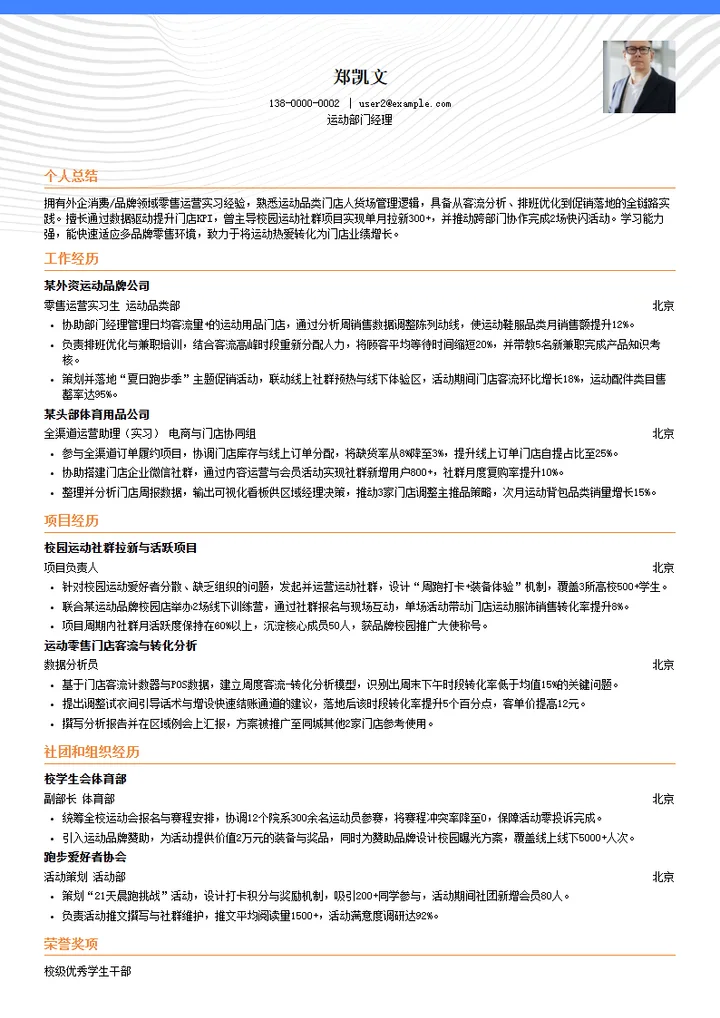 郑凯文
138-0000-0002 | user2@example.com
运动部门经理
个人总结
拥有外企消费/品牌领域零售运营实习经验，熟悉运动品类门店人货场管理逻辑，具备从客流分析、排班优化到促销落地的全链路实
践。擅长通过数据驱动提升门店KPI，曾主导校园运动社群项目实现单月拉新300+，并推动跨部门协作完成2场快闪活动。学习能力
强，能快速适应多品牌零售环境，致力于将运动热爱转化为门店业绩增长。
工作经历
某外资运动品牌公司
零售运营实习生 运动品类部 北京
• 协助部门经理管理日均客流量+的运动用品门店，通过分析周销售数据调整陈列动线，使运动鞋服品类月销售额提升12%。
• 负责排班优化与兼职培训，结合客流高峰时段重新分配人力，将顾客平均等待时间缩短20%，并带教5名新兼职完成产品知识考
核。
• 策划并落地“夏日跑步季”主题促销活动，联动线上社群预热与线下体验区，活动期间门店客流环比增长18%，运动配件类目售
罄率达95%。
某头部体育用品公司
全渠道运营助理（实习） 电商与门店协同组 北京
• 参与全渠道订单履约项目，协调门店库存与线上订单分配，将缺货率从8%降至3%，提升线上订单门店自提占比至25%。
• 协助搭建门店企业微信社群，通过内容运营与会员活动实现社群新增用户800+，社群月度复购率提升10%。
• 整理并分析门店周报数据，输出可视化看板供区域经理决策，推动3家门店调整主推品策略，次月运动背包品类销量增长15%。
项目经历
校园运动社群拉新与活跃项目
项目负责人 北京
• 针对校园运动爱好者分散、缺乏组织的问题，发起并运营运动社群，设计“周跑打卡+装备体验”机制，覆盖3所高校500+学生。
• 联合某运动品牌校园店举办2场线下训练营，通过社群报名与现场互动，单场活动带动门店运动服饰销售转化率提升8%。
• 项目周期内社群月活跃度保持在60%以上，沉淀核心成员50人，获品牌校园推广大使称号。
运动零售门店客流与转化分析
数据分析员 北京
• 基于门店客流计数器与POS数据，建立周度客流-转化分析模型，识别出周末下午时段转化率低于均值15%的关键问题。
• 提出调整试衣间引导话术与增设快速结账通道的建议，落地后该时段转化率提升5个百分点，客单价提高12元。
• 撰写分析报告并在区域例会上汇报，方案被推广至同城其他2家门店参考使用。
社团和组织经历
校学生会体育部
副部长 体育部 北京
• 统筹全校运动会报名与赛程安排，协调12个院系300余名运动员参赛，将赛程冲突率降至0，保障活动零投诉完成。
• 引入运动品牌赞助，为活动提供价值2万元的装备与奖品，同时为赞助品牌设计校园曝光方案，覆盖线上线下5000+人次。
跑步爱好者协会
活动策划 活动部 北京
• 策划“21天晨跑挑战”活动，设计打卡积分与奖励机制，吸引200+同学参与，活动期间社团新增会员80人。
• 负责活动推文撰写与社群维护，推文平均阅读量1500+，活动满意度调研达92%。
荣誉奖项
校级优秀学生干部